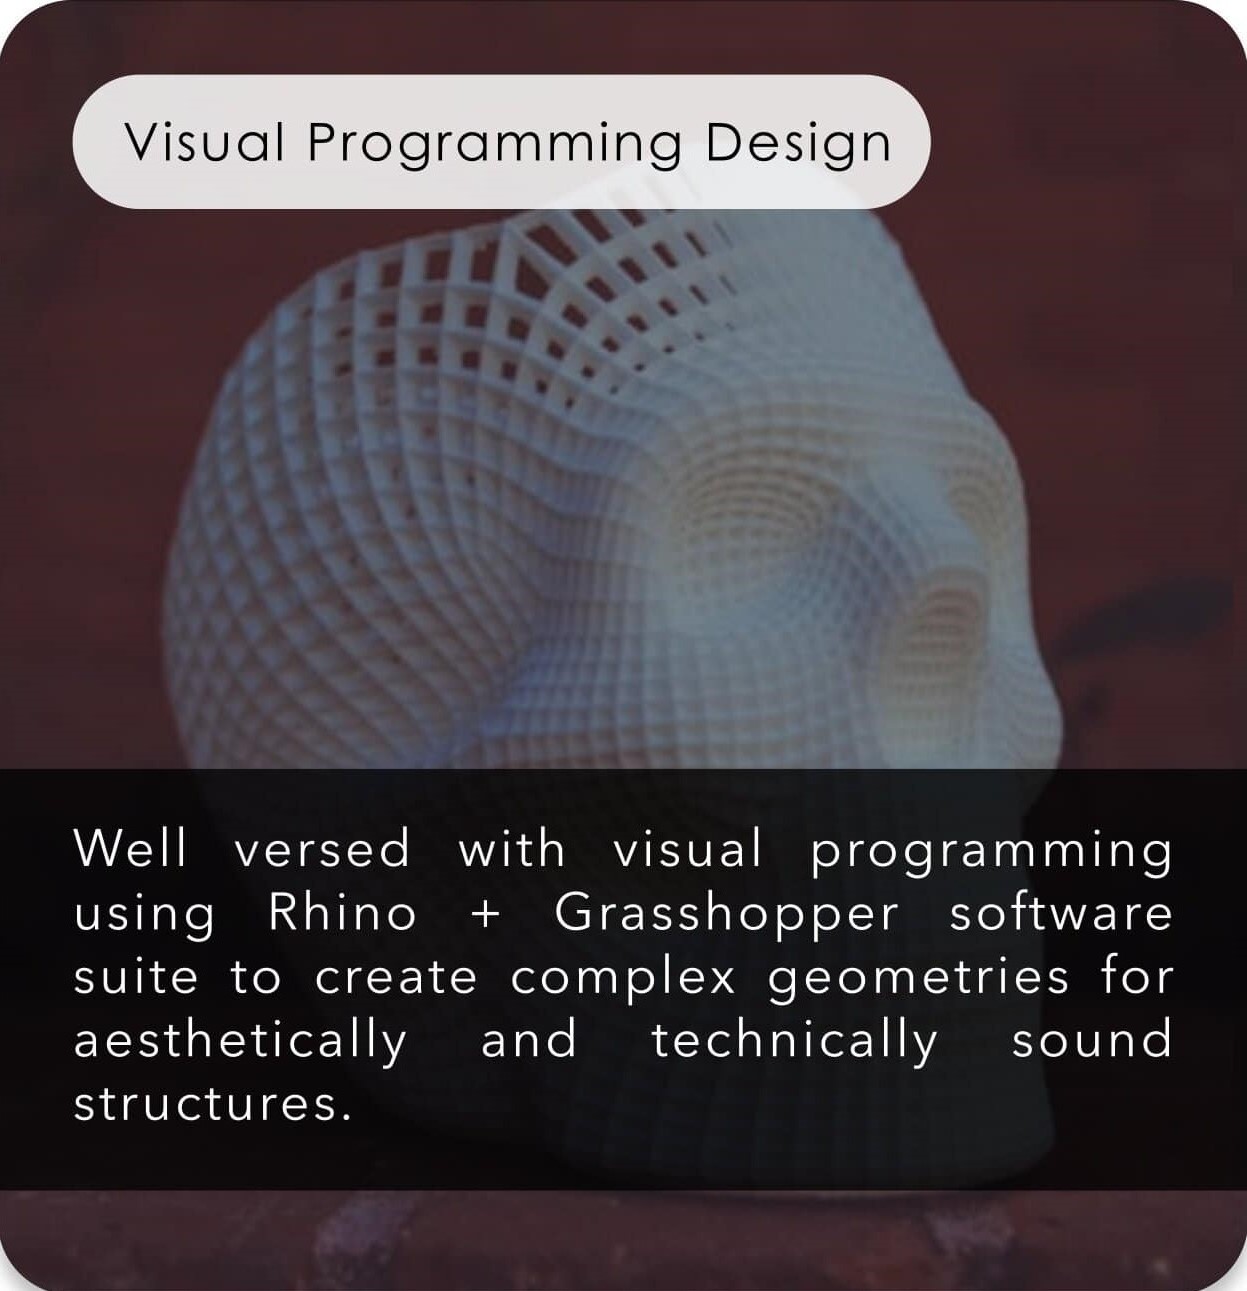 Visual Programming Design
Well versed with visual programming
using Rhino + Grasshopper software
suite to create complex geometries for
aesthetically and technically sound
structures.